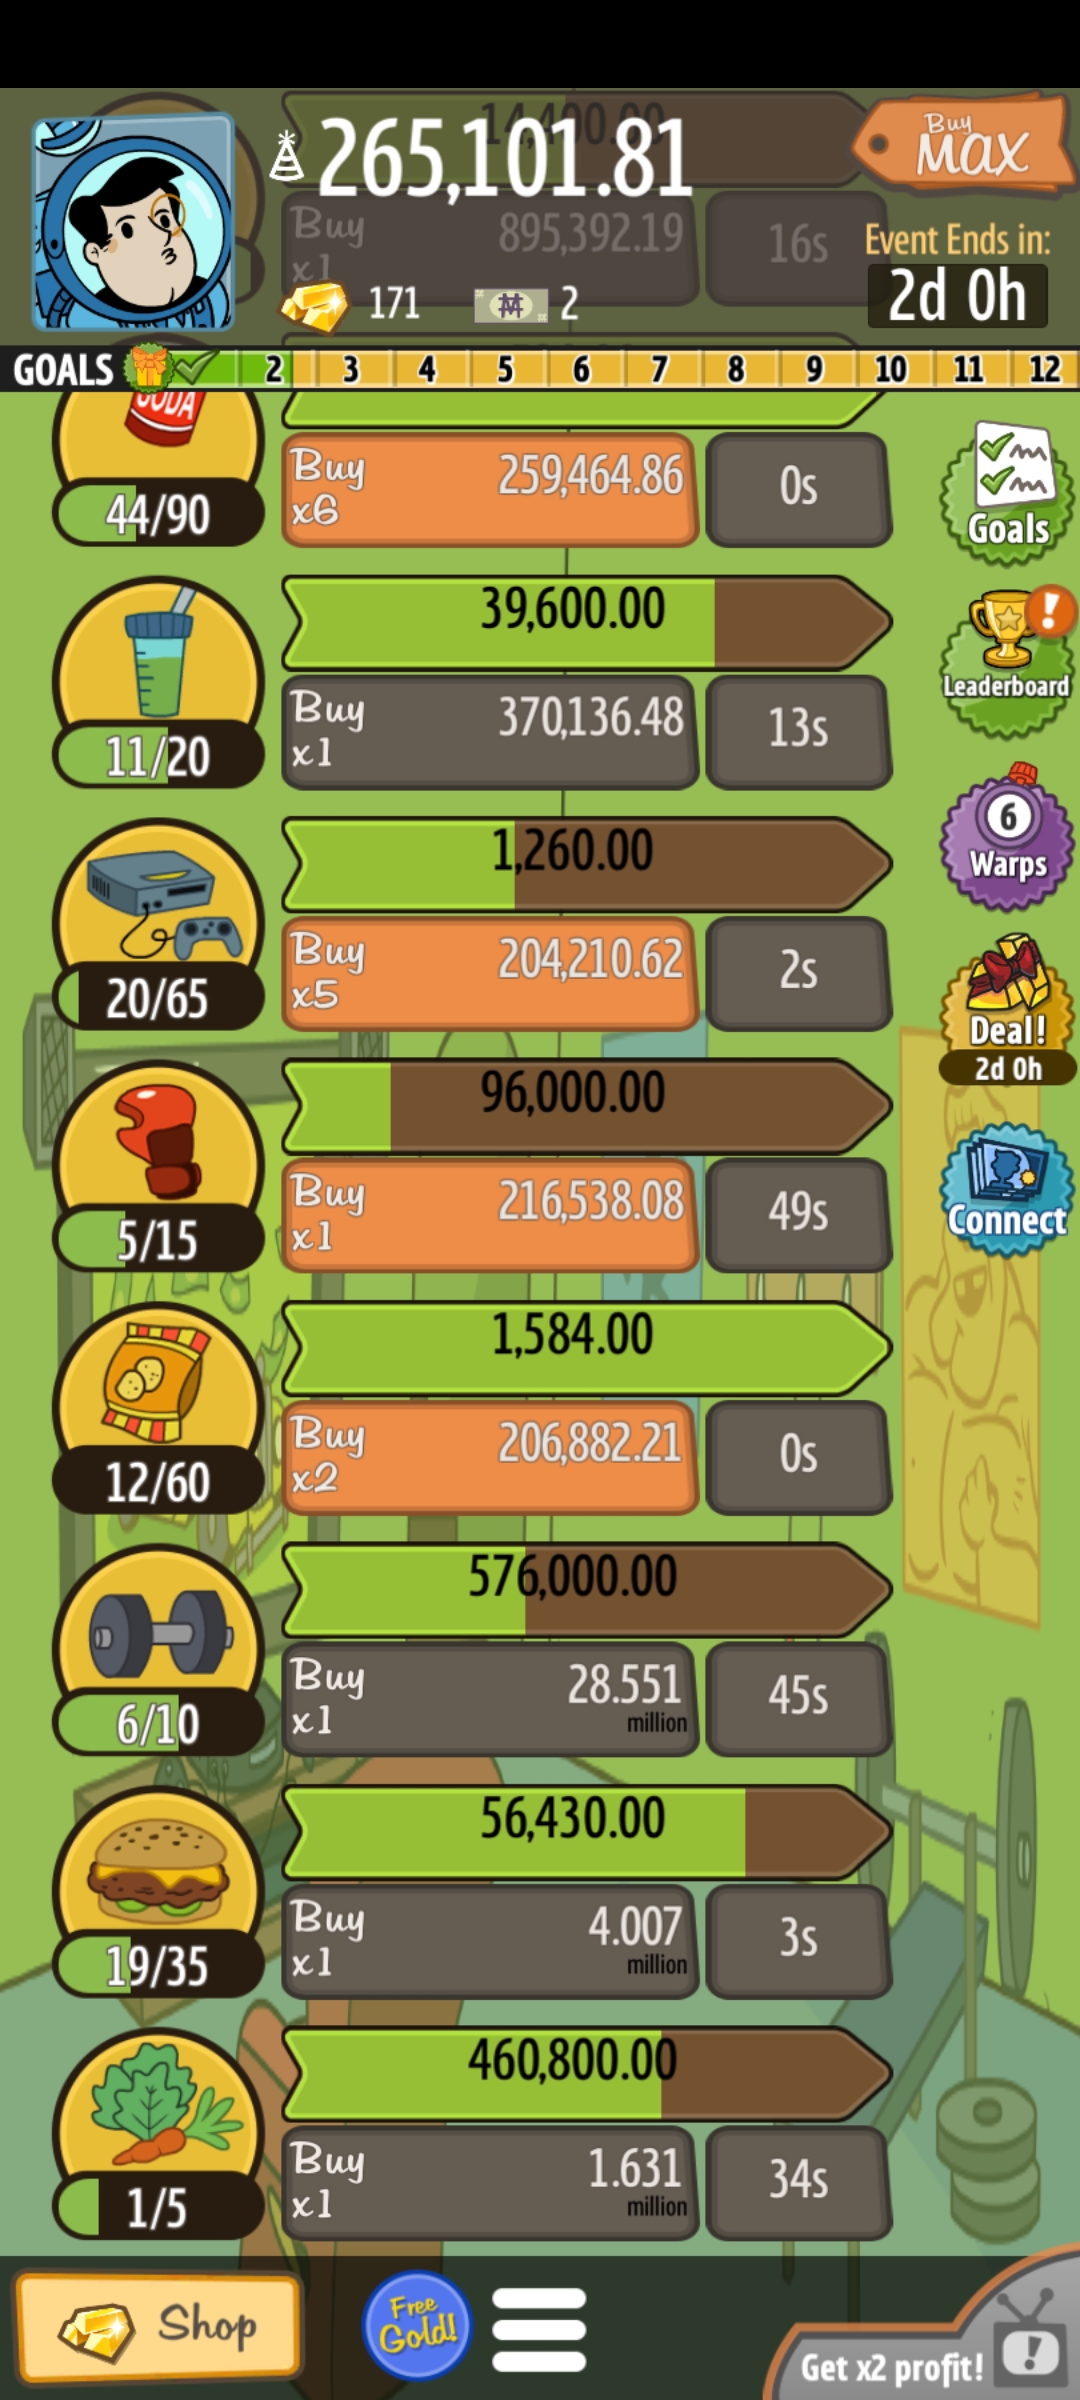 14,400.00
265,101.81
Buy
MAX
Buy
x1
895,392.19
16s
Event Ends in:
2d 0h
171
2
GOALS 2 3 4 5 6 7 8 9 10 11 12
SODA
44/90
Buy
x6
259,464.86
0s
Goals
39,600.00
11/20
Buy
x1
370,136.48
13s
!
Leaderboard
1,260.00
20/65
Buy
x5
204,210.62
2s
6
Warps
Deal!
2d 0h
96,000.00
5/15
Buy
x1
216,538.08
49s
Connect
1,584.00
12/60
Buy
x2
206,882.21
0s
576,000.00
6/10
Buy
x1
28.551
million
45s
56,430.00
19/35
Buy
x1
4.007
million
3s
460,800.00
1/5
Buy
x1
1.631
million
34s
Shop
Free
Gold!
Get x2 profit!
!